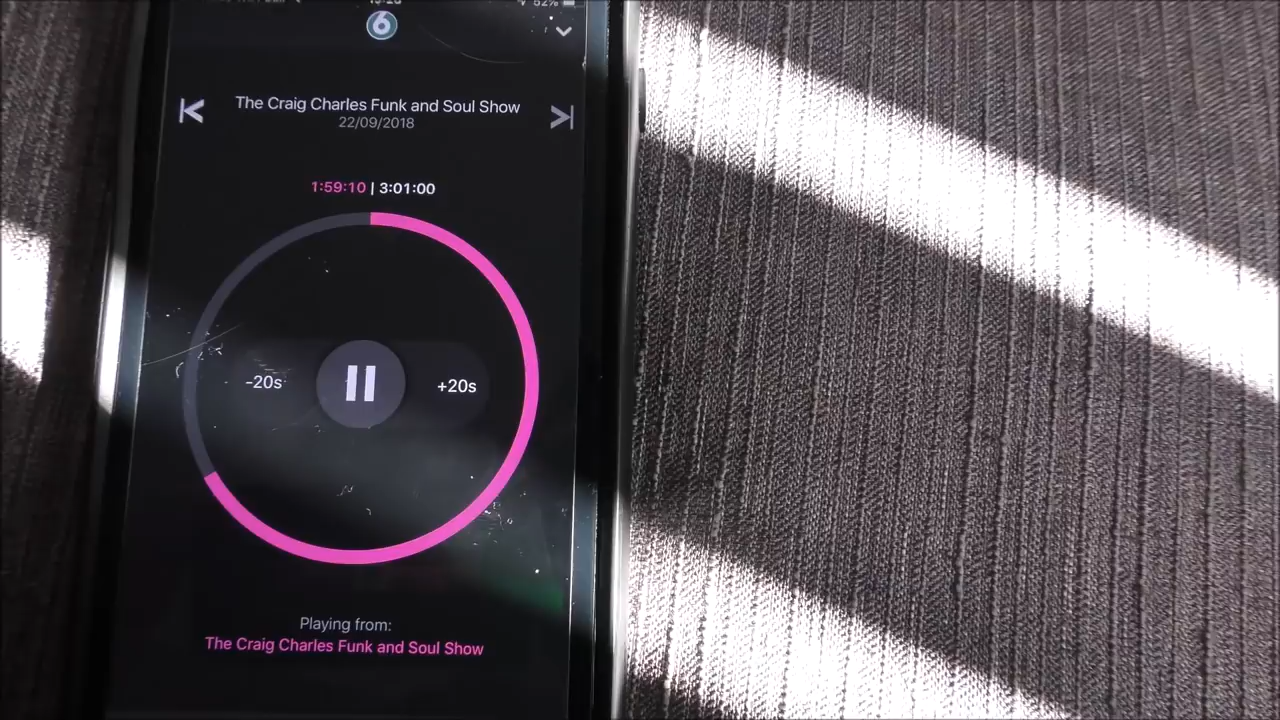 52%
6
The Craig Charles Funk and Soul Show
22/09/2018
1:59:10 | 3:01:00
-20s
+20s
Playing from:
The Craig Charles Funk and Soul Show